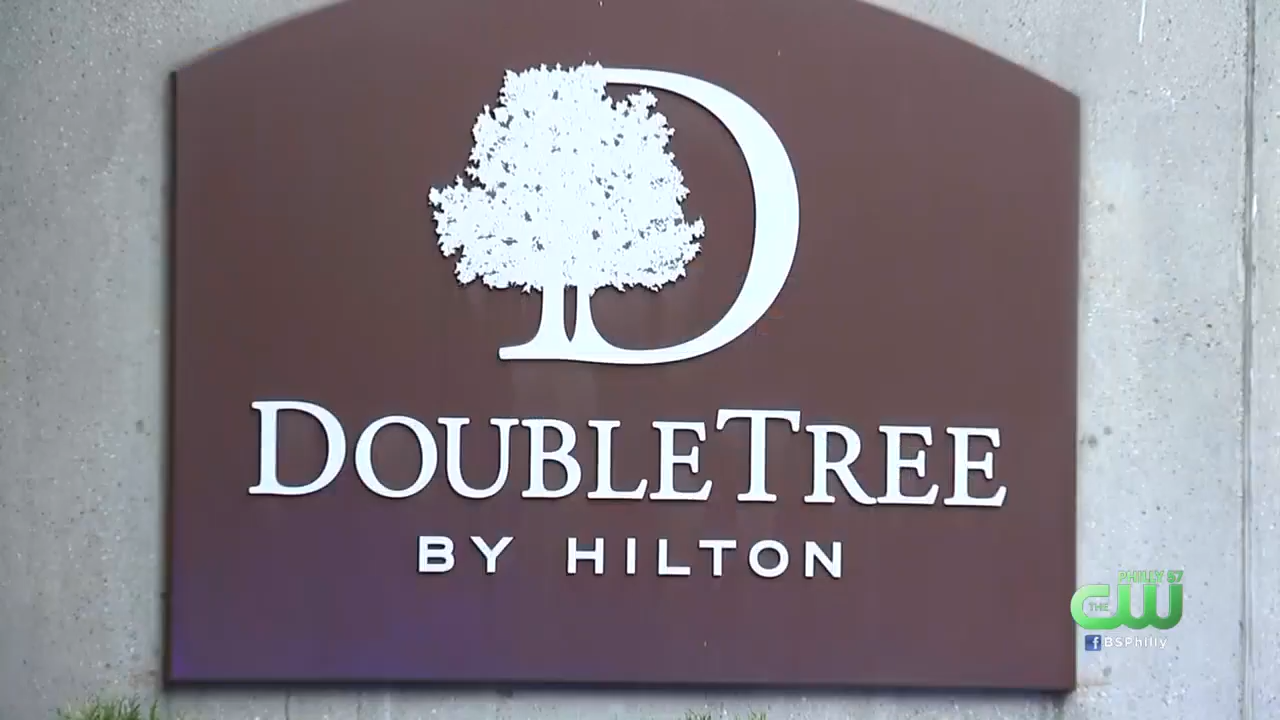 D
DOUBLETREE
BY HILTON
PHILLY 57
THE CW
f BSPhilly